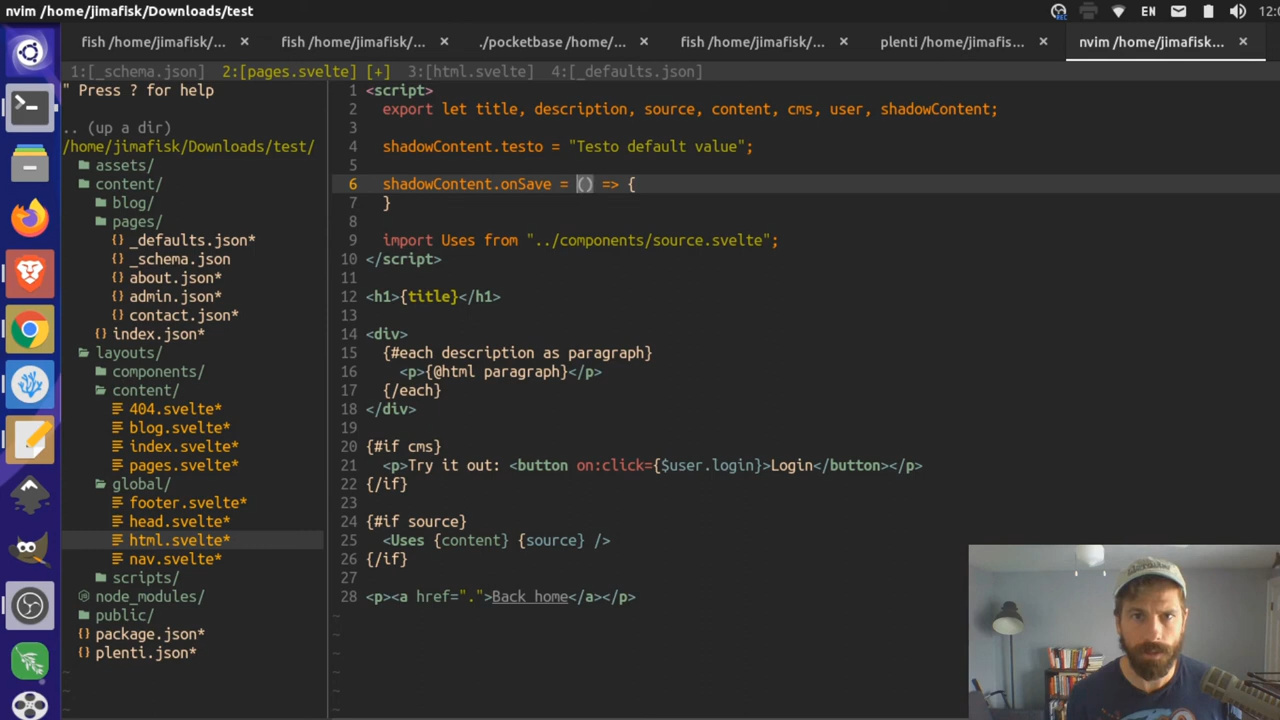 nvim /home/jimafisk/Downloads/test
EN
12:0
fish /home/jimafisk/... ×
fish /home/jimafisk/... ×
./pocketbase /home/... ×
fish /home/jimafisk/... ×
plenti /home/jimafis... ×
nvim /home/jimafisk... ×
1:[_schema.json] 2:[pages.svelte] [+] 3:[html.svelte] 4:[_defaults.json]
" Press ? for help
.. (up a dir)
/home/jimafisk/Downloads/test/
assets/
content/
blog/
pages/
{} _defaults.json*
{} _schema.json
{} about.json*
{} admin.json*
{} contact.json*
{} index.json*
layouts/
components/
content/
404.svelte*
blog.svelte*
index.svelte*
pages.svelte*
global/
footer.svelte*
head.svelte*
html.svelte*
nav.svelte*
scripts/
node_modules/
public/
package.json*
plenti.json*
~
~
~
1 <script>
2 export let title, description, source, content, cms, user, shadowContent;
3
4 shadowContent.testo = "Testo default value";
5
6 shadowContent.onSave = () => {
7 }
8
9 import Uses from "../components/source.svelte";
10 </script>
11
12 <h1>{title}</h1>
13
14 <div>
15 {#each description as paragraph}
16 <p>{@html paragraph}</p>
17 {/each}
18 </div>
19
20 {#if cms}
21 <p>Try it out: <button on:click={$user.login}>Login</button></p>
22 {/if}
23
24 {#if source}
25 <Uses {content} {source} />
26 {/if}
27
28 <p><a href=".">Back home</a></p>
~
~
~
~
~